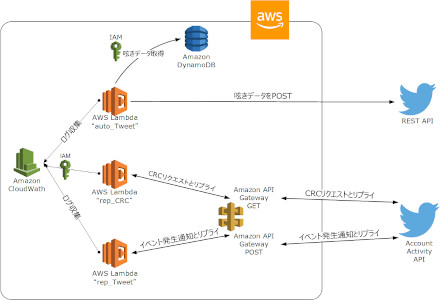 aws
IAM
呟きデータ取得
Amazon
DynamoDB
呟きデータをPOST
AWS Lambda
"auto_Tweet"
REST API
ログ収集
IAM
Amazon
CloudWath
CRCリクエストとリプライ
AWS Lambda
"rep_CRC"
Amazon API
Gateway
GET
CRCリクエストとリプライ
ログ収集
イベント発生通知とリプライ
Amazon API
Gateway
POST
イベント発生通知とリプライ
Account
Activity
API
AWS Lambda
"rep_Tweet"